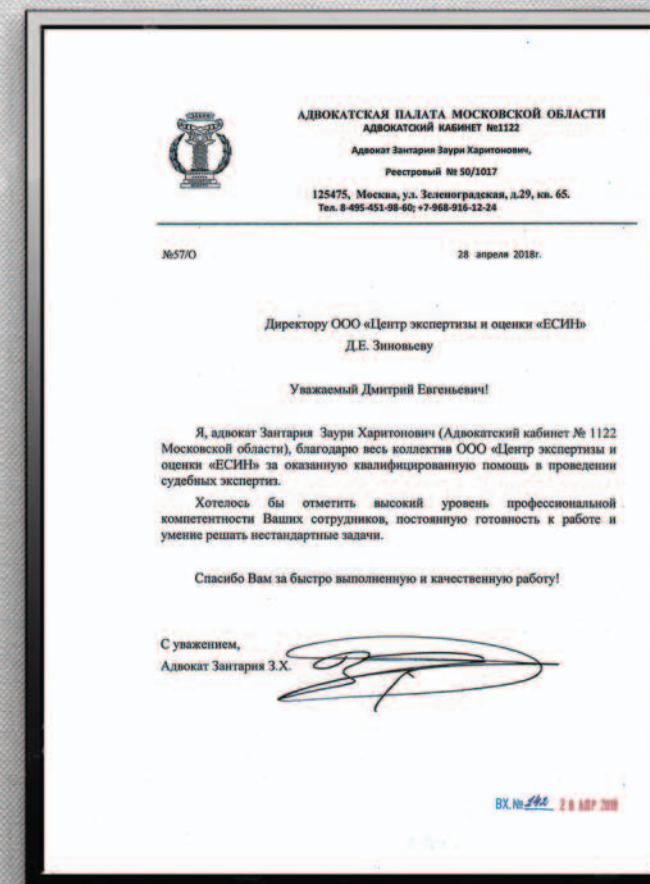 АДВОКАТСКАЯ ПАЛАТА МОСКОВСКОЙ ОБЛАСТИ
АДВОКАТСКИЙ КАБИНЕТ №1122
Адвокат Зантария Заури Харитонович,
Реестровый № 50/1017
125475, Москва, ул. Зеленоградская, д.29, кв. 65.
Тел. 8-495-451-98-60; +7-968-916-12-24
№57/О 28 апреля 2018г.
Директору ООО «Центр экспертизы и оценки «ЕСИН»
Д.Е. Зиновьеву
Уважаемый Дмитрий Евгеньевич!
Я, адвокат Зантария Заури Харитонович (Адвокатский кабинет № 1122
Московской области), благодарю весь коллектив ООО «Центр экспертизы и
оценки «ЕСИН» за оказанную квалифицированную помощь в проведении
судебных экспертиз.
Хотелось бы отметить высокий уровень профессиональной
компетентности Ваших сотрудников, постоянную готовность к работе и
умение решать нестандартные задачи.
Спасибо Вам за быстро выполненную и качественную работу!
С уважением,
Адвокат Зантария З.Х.
ВХ.№ 142 28 АПР 2018